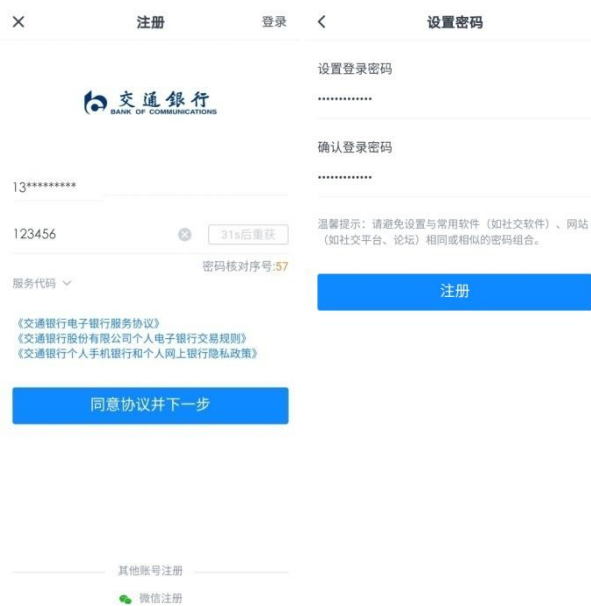 注册
登录
交通銀行
BANK OF COMMUNICATIONS
13*********
123456
31s后重获
密码核对序号:57
服务代码
《交通银行电子银行服务协议》
《交通银行股份有限公司个人电子银行交易规则》
《交通银行个人手机银行和个人网上银行隐私政策》
同意协议并下一步
其他账号注册
微信注册
设置密码
设置登录密码
•••••••••••••
确认登录密码
•••••••••••••
温馨提示：请避免设置与常用软件（如社交软件）、网站
（如社交平台、论坛）相同或相似的密码组合。
注册